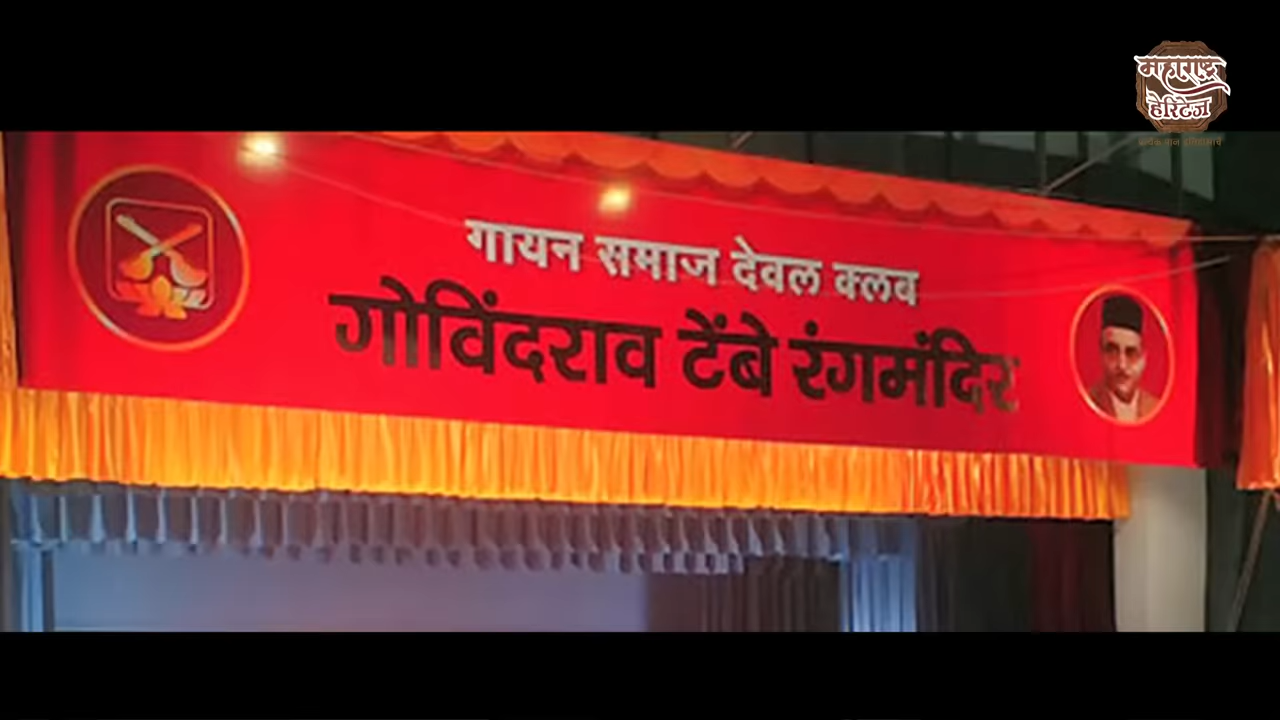 महाराष्ट्र
हेरिटेज
गायन समाज देवल क्लब
गोविंदराव टेंबे रंगमंदिर